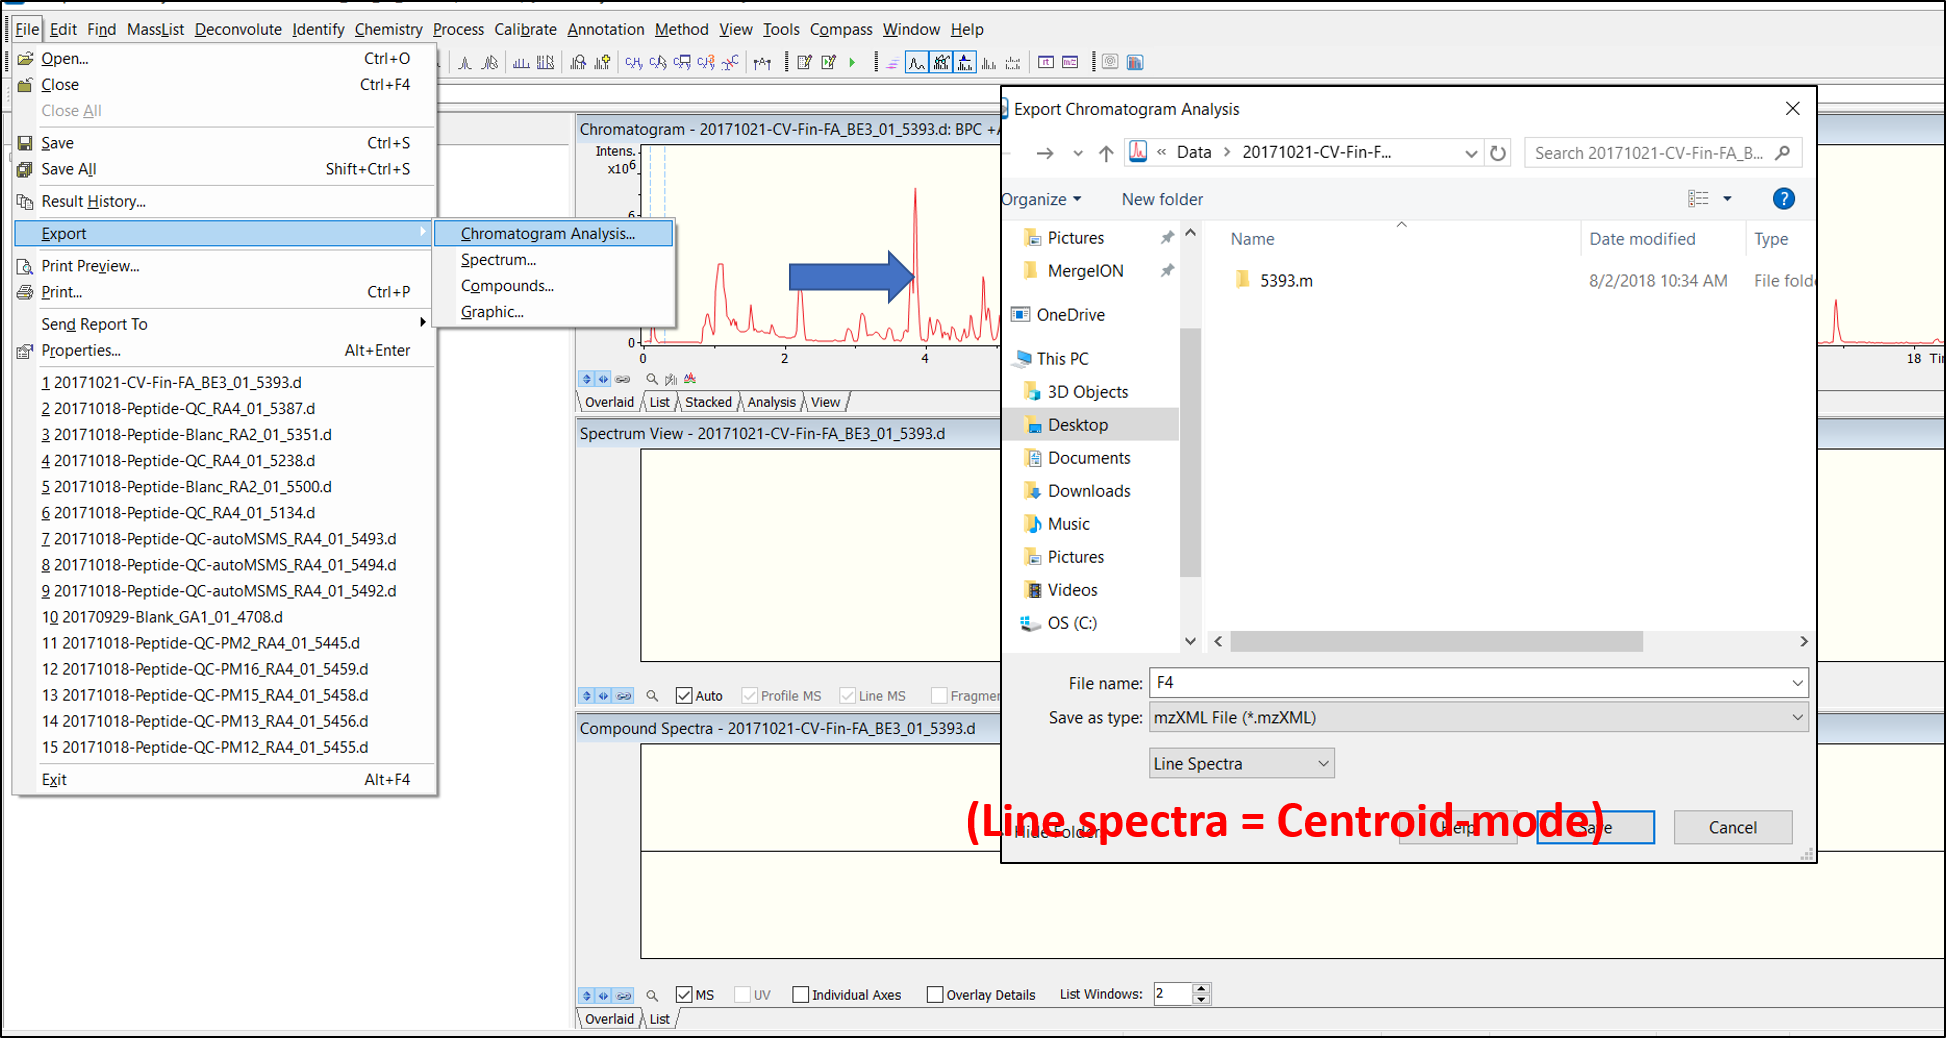 File Edit Find MassList Deconvolute Identify Chemistry Process Calibrate Annotation Method View Tools Compass Window Help
Open... Ctrl+O
Close Ctrl+F4
Close All
Save Ctrl+S
Save All Shift+Ctrl+S
Result History...
Export
Print Preview...
Print... Ctrl+P
Send Report To
Properties... Alt+Enter
1 20171021-CV-Fin-FA_BE3_01_5393.d
2 20171018-Peptide-QC_RA4_01_5387.d
3 20171018-Peptide-Blanc_RA2_01_5351.d
4 20171018-Peptide-QC_RA4_01_5238.d
5 20171018-Peptide-Blanc_RA2_01_5500.d
6 20171018-Peptide-QC_RA4_01_5134.d
7 20171018-Peptide-QC-autoMSMS_RA4_01_5493.d
8 20171018-Peptide-QC-autoMSMS_RA4_01_5494.d
9 20171018-Peptide-QC-autoMSMS_RA4_01_5492.d
10 20170929-Blank_GA1_01_4708.d
11 20171018-Peptide-QC-PM2_RA4_01_5445.d
12 20171018-Peptide-QC-PM16_RA4_01_5459.d
13 20171018-Peptide-QC-PM15_RA4_01_5458.d
14 20171018-Peptide-QC-PM13_RA4_01_5456.d
15 20171018-Peptide-QC-PM12_RA4_01_5455.d
Exit Alt+F4
Chromatogram Analysis...
Spectrum...
Compounds...
Graphic...
Chromatogram - 20171021-CV-Fin-FA_BE3_01_5393.d: BPC
Intens.
x106
6
0
0 2 4 18
Overlaid List Stacked Analysis View
Spectrum View - 20171021-CV-Fin-FA_BE3_01_5393.d
Auto Profile MS Line MS Fragmer
Compound Spectra - 20171021-CV-Fin-FA_BE3_01_5393.d
MS UV Individual Axes Overlay Details List Windows: 2
Overlaid List
Export Chromatogram Analysis
« Data > 20171021-CV-Fin-F...
Search 20171021-CV-Fin-FA_B...
Organize New folder
?
Pictures
MergeION
OneDrive
This PC
3D Objects
Desktop
Documents
Downloads
Music
Pictures
Videos
OS (C:)
Name Date modified Type
5393.m 8/2/2018 10:34 AM File folde
File name: F4
Save as type: mzXML File (*.mzXML)
Line Spectra
(Line spectra = Centroid-mode)
Hide Folder Help Save Cancel